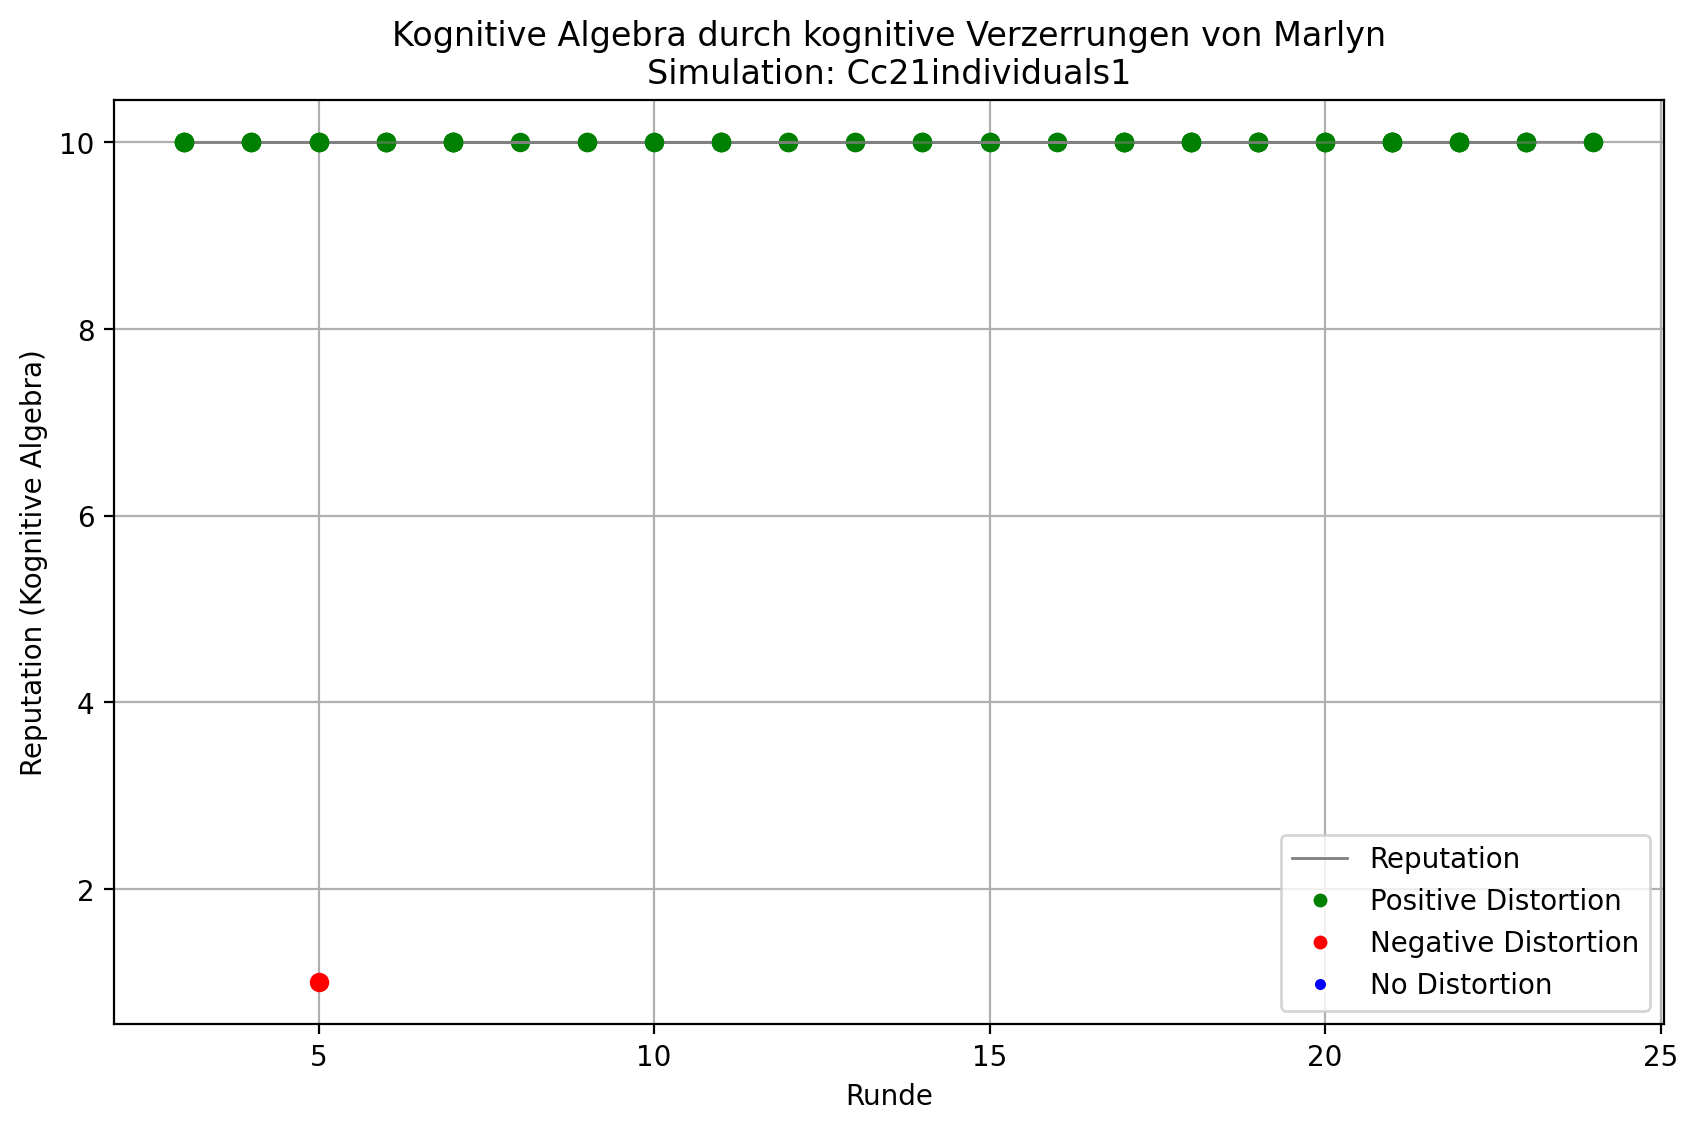 Kognitive Algebra durch kognitive Verzerrungen von Marlyn
Simulation: Cc21individuals1
Reputation (Kognitive Algebra)
10
8
6
4
2
Reputation
Positive Distortion
Negative Distortion
No Distortion
5
10
15
20
25
Runde